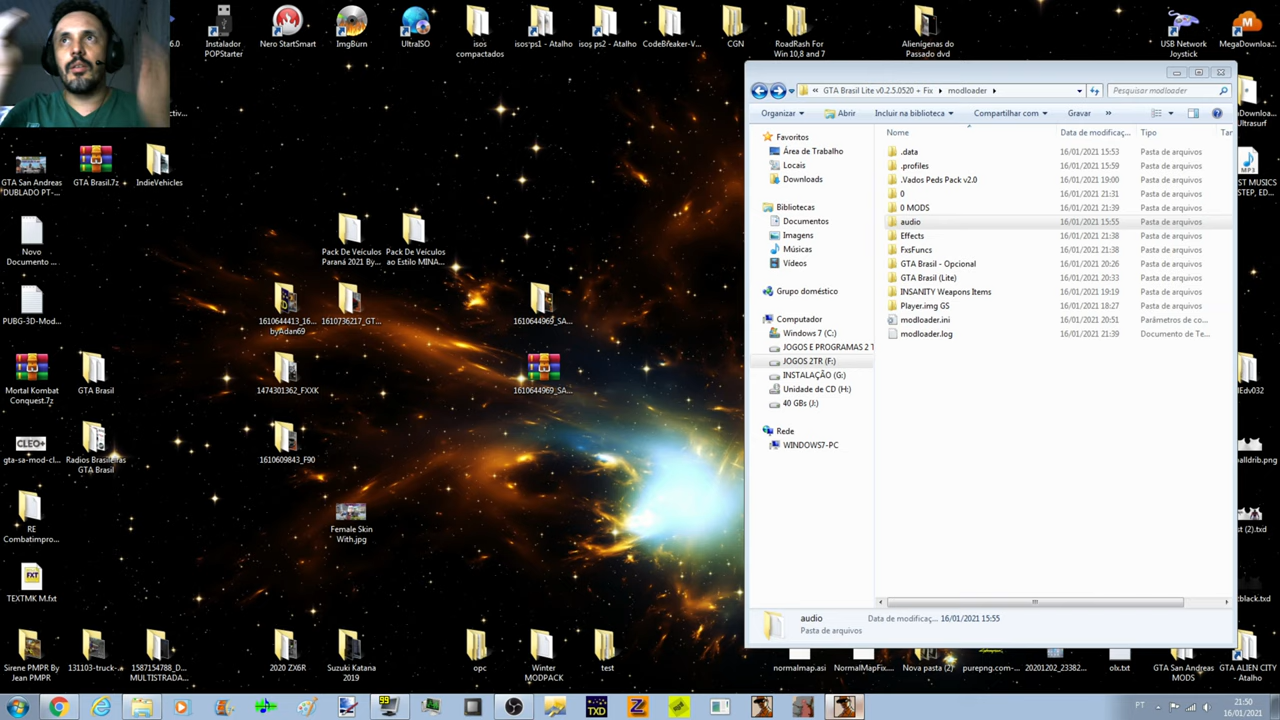 6.0
Instalador
POPStarter
Nero StartSmart
ImgBurn
UltraISO
isos
compactados
isos ps1 - Atalho
isos ps2 - Atalho
CodeBreaker-V...
CGN
RoadRash For
Win 10,8 and 7
Alienígenas do
Passado dvd
USB Network
Joystick
MegaDownloa...
GTA Brasil Lite v0.2.5.0520 + Fix
modloader
Pesquisar modloader
Organizar
Abrir
Incluir na biblioteca
Compartilhar com
Gravar
»
Favoritos
Área de Trabalho
Locais
Downloads
Bibliotecas
Documentos
Imagens
Músicas
Vídeos
Grupo doméstico
Computador
Windows 7 (C:)
JOGOS E PROGRAMAS 2 T
JOGOS 2TR (F:)
INSTALAÇÃO (G:)
Unidade de CD (H:)
40 GBs (J:)
Rede
WINDOWS7-PC
Nome Data de modificaç... Tipo Tar
.data 16/01/2021 15:53 Pasta de arquivos
.profiles 16/01/2021 15:59 Pasta de arquivos
.Vados Peds Pack v2.0 16/01/2021 19:00 Pasta de arquivos
0 16/01/2021 21:31 Pasta de arquivos
0 MODS 16/01/2021 21:39 Pasta de arquivos
audio 16/01/2021 15:55 Pasta de arquivos
Effects 16/01/2021 21:38 Pasta de arquivos
FxsFuncs 16/01/2021 21:38 Pasta de arquivos
GTA Brasil - Opcional 16/01/2021 20:26 Pasta de arquivos
GTA Brasil (Lite) 16/01/2021 20:33 Pasta de arquivos
INSANITY Weapons Items 16/01/2021 19:19 Pasta de arquivos
Player.img GS 16/01/2021 18:27 Pasta de arquivos
modloader.ini 16/01/2021 20:51 Parâmetros de co...
modloader.log 16/01/2021 21:39 Documento de Te...
audio Data de modificaç... 16/01/2021 15:55
Pasta de arquivos
GTA San Andreas
DUBLADO PT-...
GTA Brasil.7z
IndieVehicles
Novo
Documento ...
Pack De Veículos
Paraná 2021 By...
Pack De Veículos
ao Estilo MINA...
PUBG-3D-Mod...
1610644413_16...
byAdan69
1610736217_GT...
1610644969_SA...
Mortal Kombat
Conquest.7z
GTA Brasil
1474301362_FXXK
1610644969_SA...
CLEO+
gta-sa-mod-cl...
Radios Brasileiras
GTA Brasil
1610609843_F90
RE
Combatimpro...
Female Skin
With.jpg
FXT
TEXTMK M.fxt
Sirene PMPR By
Jean PMPR
131103-truck-...
1587154788_D...
MULTISTRADA...
2020 ZX6R
Suzuki Katana
2019
opc
Winter
MODPACK
test
normalmap.asi
NormalMapFix...
Nova pasta (2)
purepng.com-...
20201202_23382...
olx.txt
GTA San Andreas
MODS
GTA ALIEN CITY
- Atalho
MP3
99
TXD
Z
PT
21:50
16/01/2021